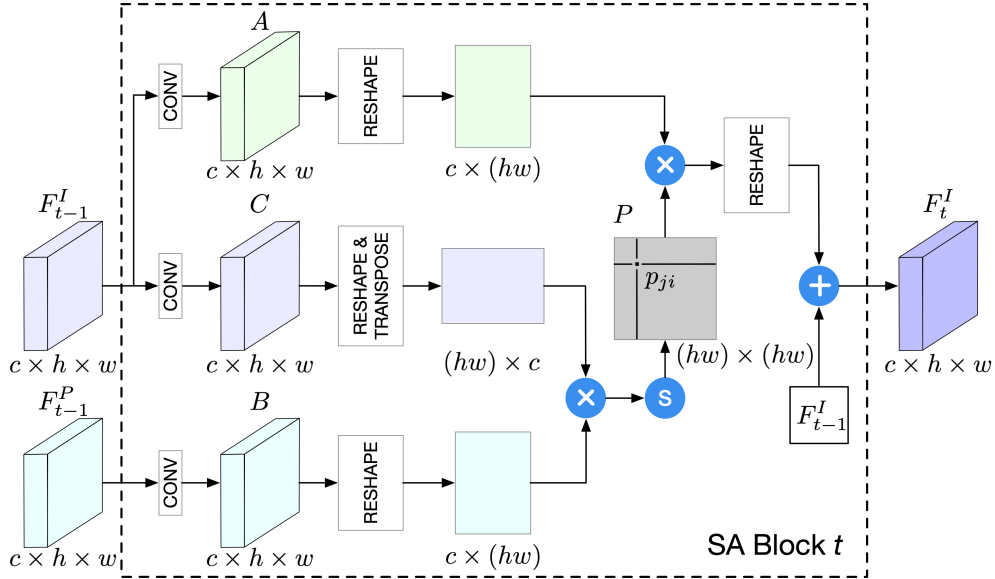 A
CONV
RESHAPE
c × h × w
c × (hw)
×
RESHAPE
F^I_{t-1}
C
P
F^I_t
CONV
RESHAPE & TRANSPOSE
p_{ji}
+
c × h × w
c × h × w
(hw) × c
(hw) × (hw)
c × h × w
F^P_{t-1}
B
×
S
F^I_{t-1}
CONV
RESHAPE
c × h × w
c × h × w
c × (hw)
SA Block t